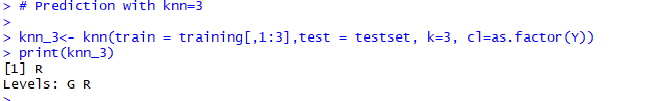 > # Prediction with knn=3
>
> knn_3<- knn(train = training[,1:3],test = testset, k=3, cl=as.factor(Y))
> print(knn_3)
[1] R
Levels: G R
>